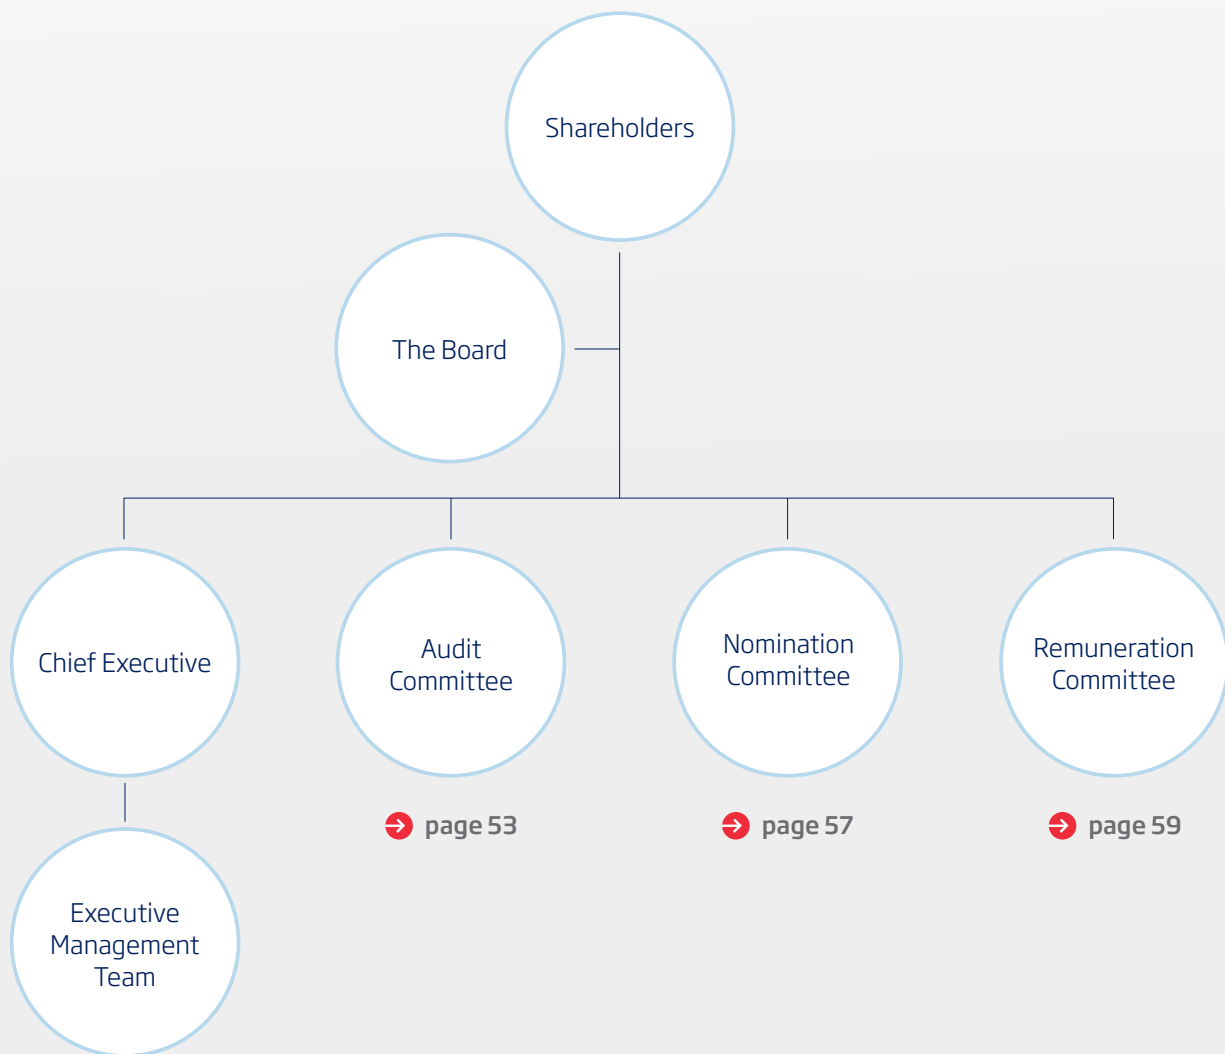 Shareholders
The Board
Chief Executive
Audit
Committee
Nomination
Committee
Remuneration
Committee
page 53
page 57
page 59
Executive
Management
Team